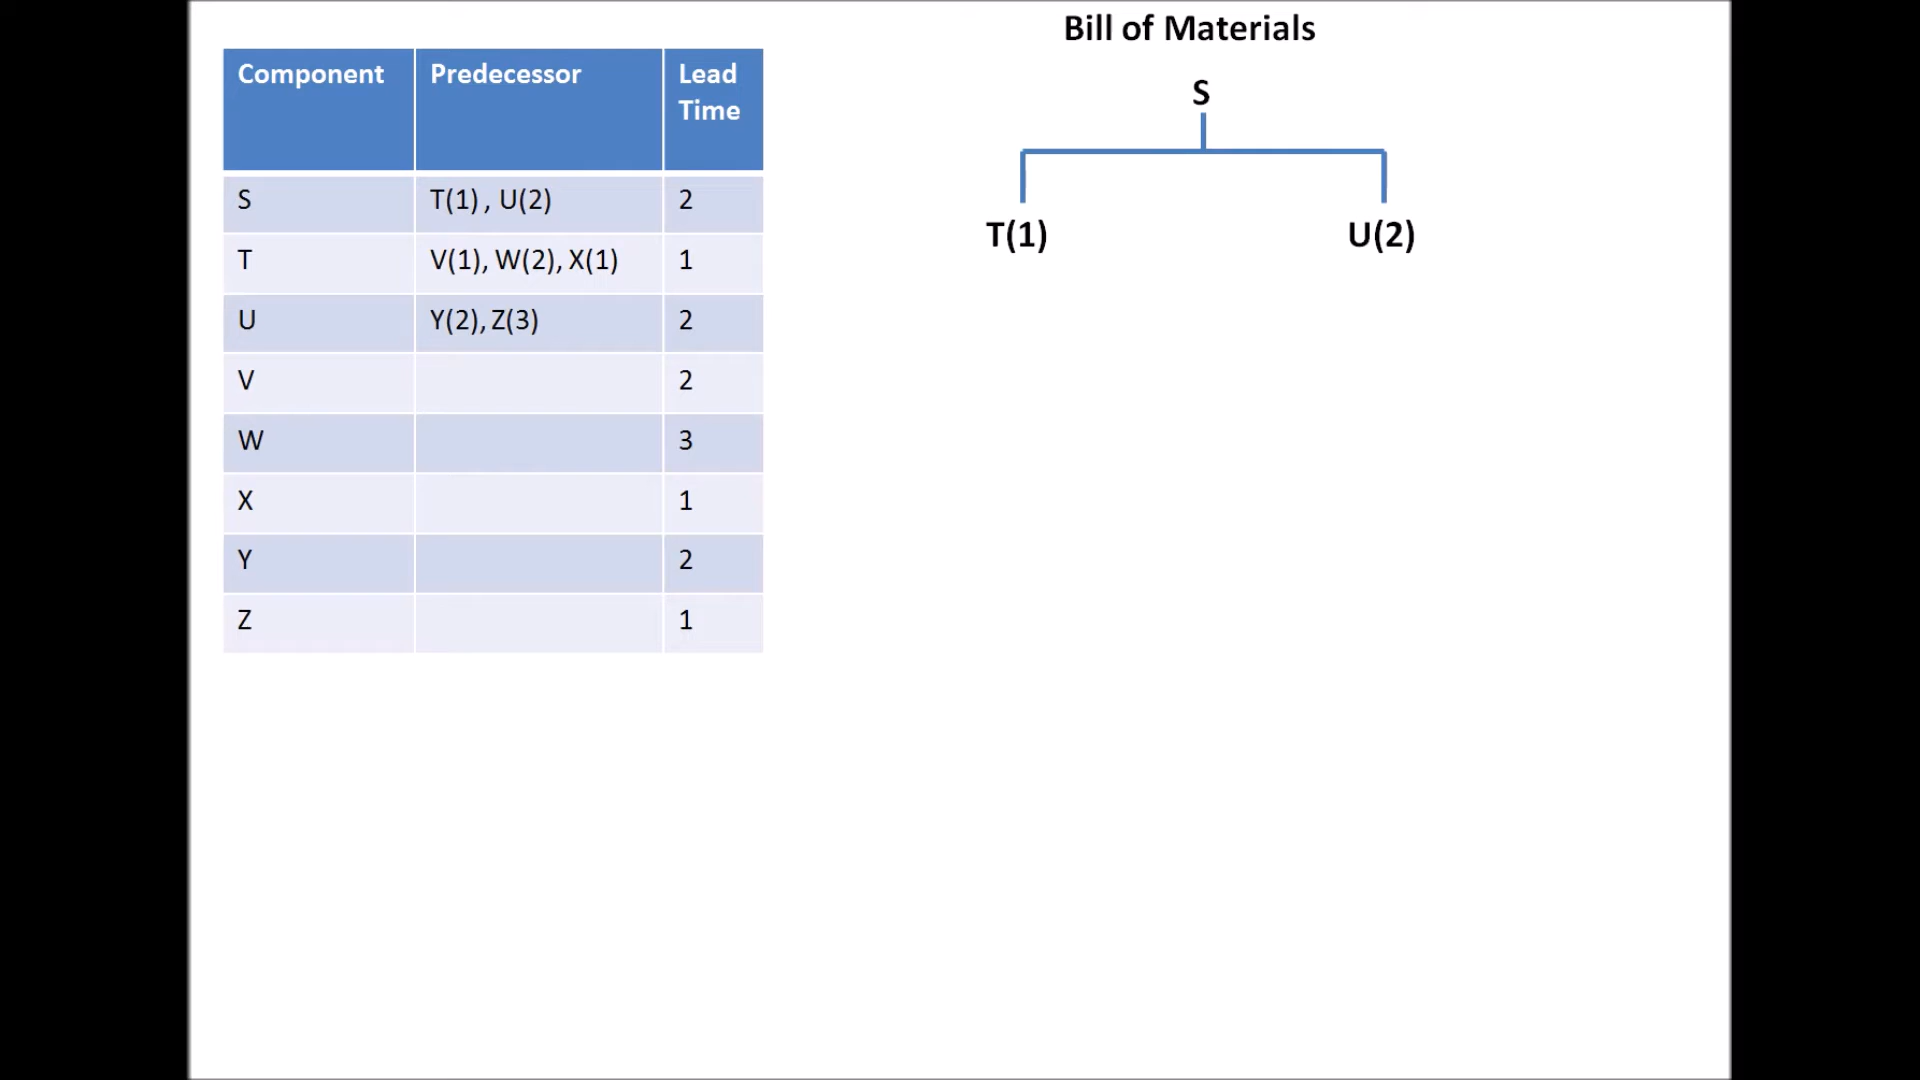 Bill of Materials
Component Predecessor Lead Time
S T(1) , U(2) 2
T V(1), W(2), X(1) 1
U Y(2), Z(3) 2
V 2
W 3
X 1
Y 2
Z 1
S
T(1) U(2)